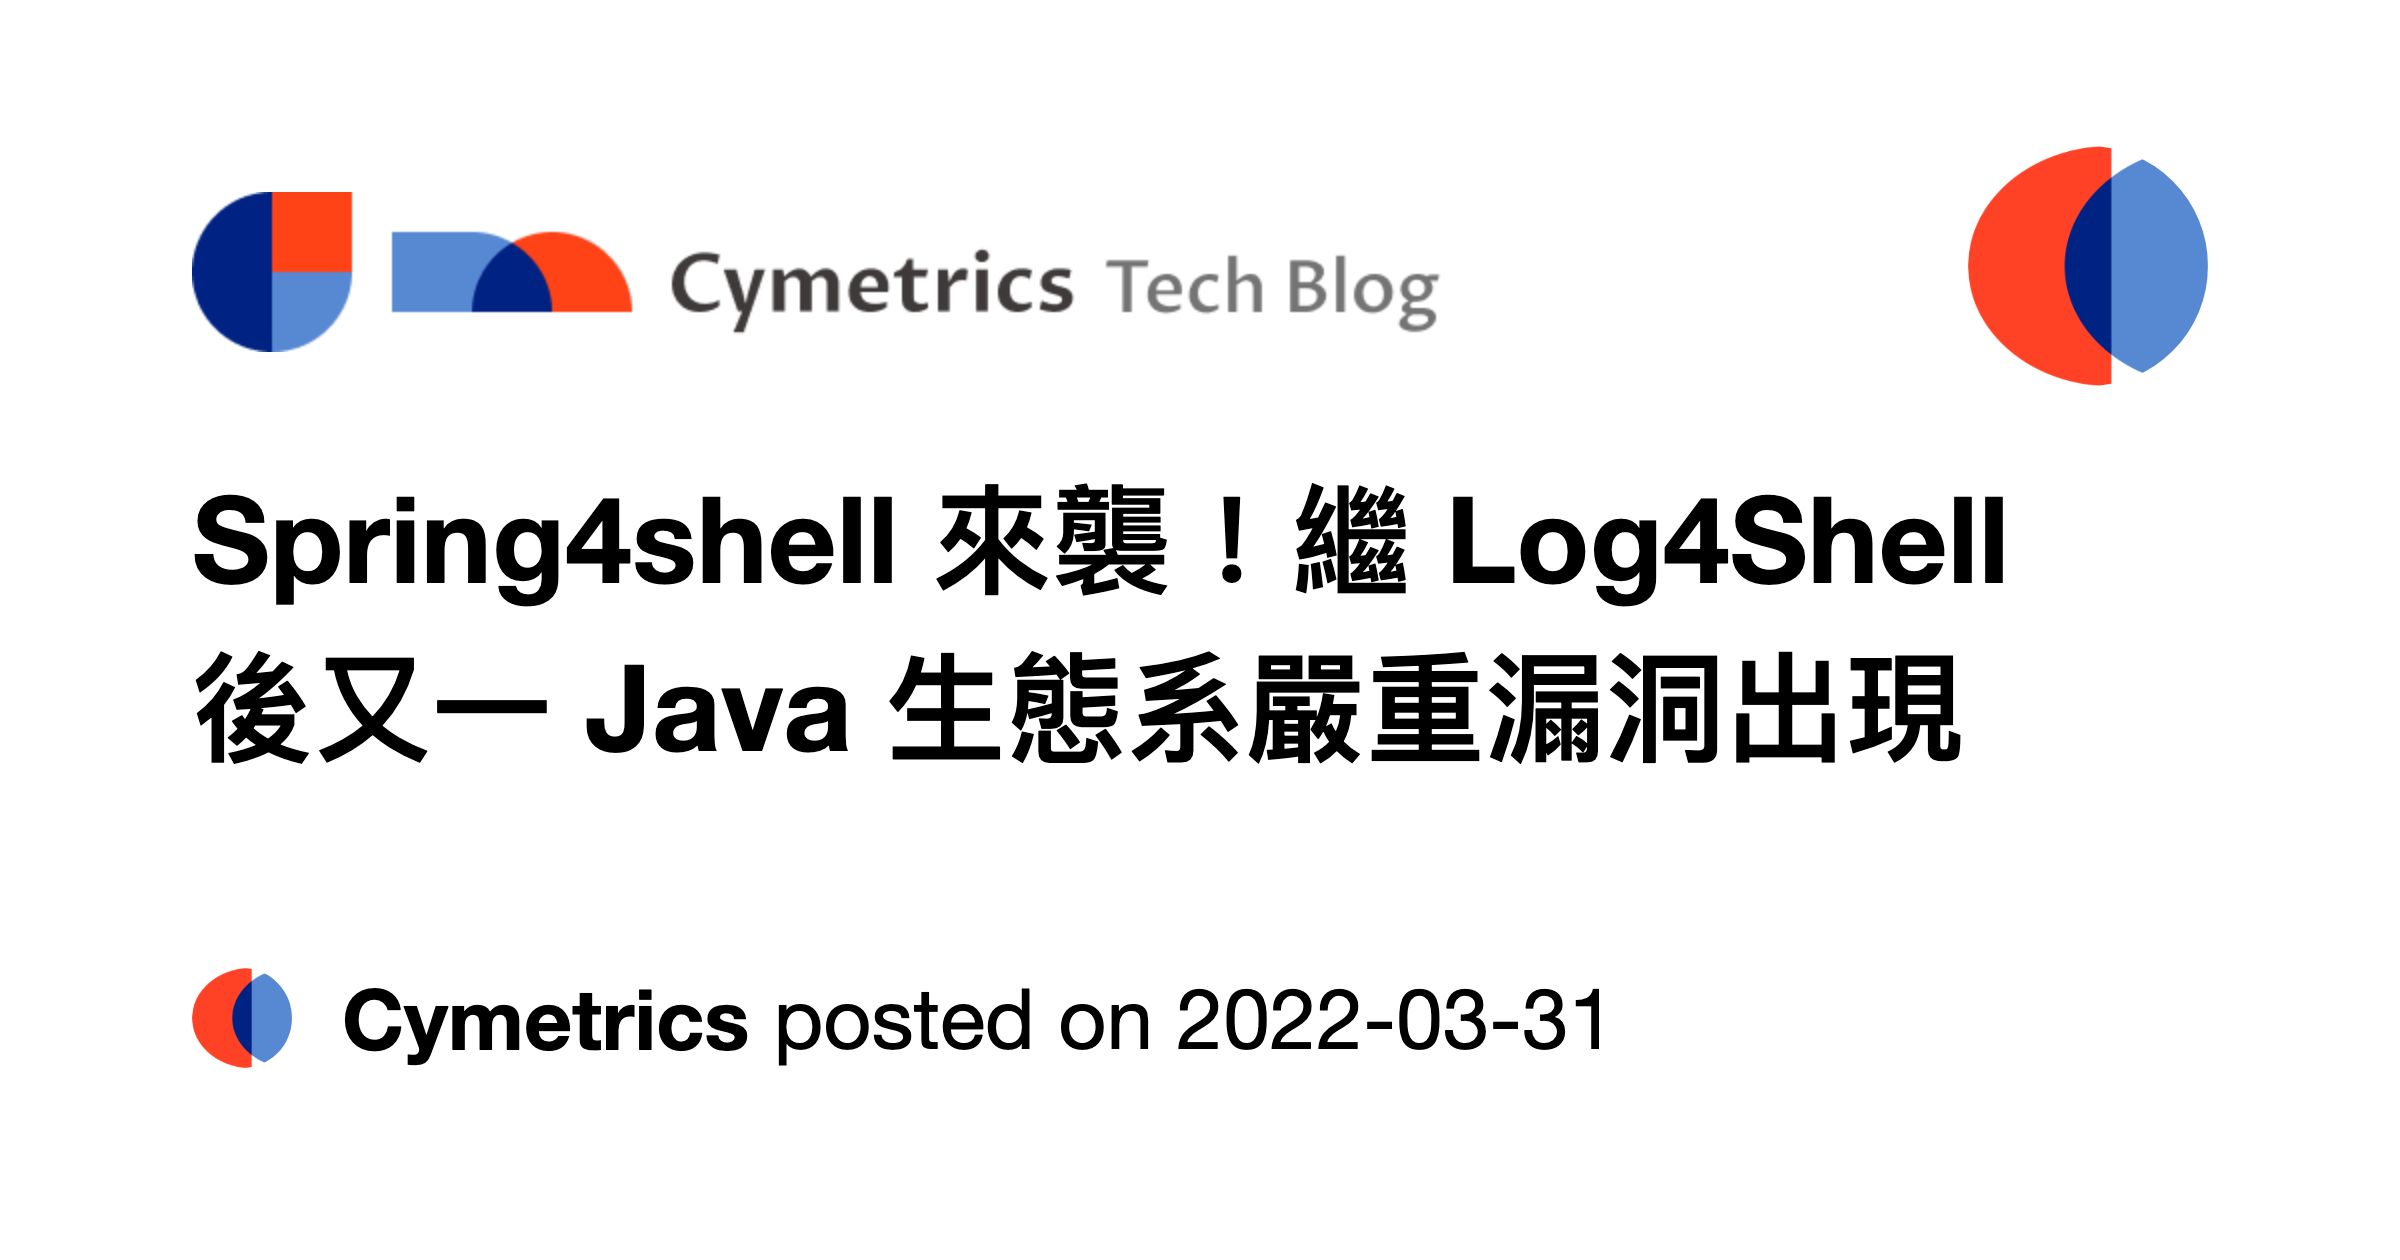 Cymetrics Tech Blog
Spring4shell 來襲！繼 Log4Shell
後又一 Java 生態系嚴重漏洞出現
Cymetrics posted on 2022-03-31